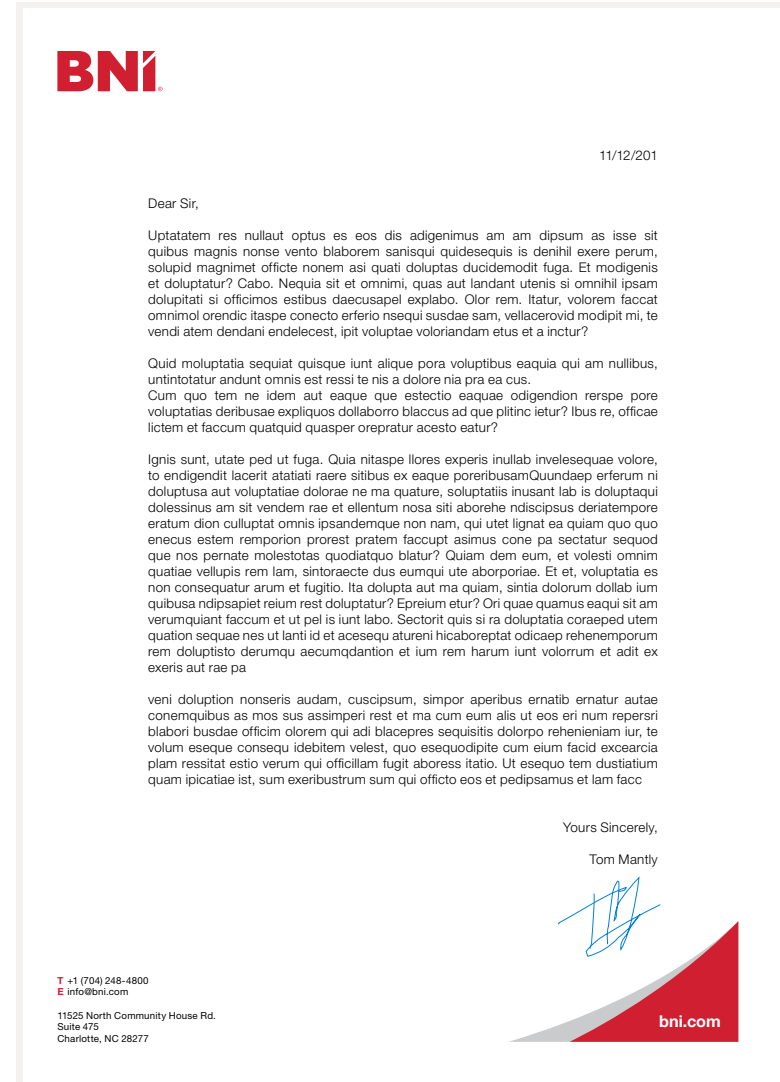 BNI®
11/12/201
Dear Sir,
Uptatatem res nullaut optus es eos dis adigenimus am am dipsum as isse sit
quibus magnis nonse vento blaborem sanisqui quidesequis is denihil exere perum,
solupid magnimet officte nonem asi quati doluptas ducidemodit fuga. Et modigenis
et doluptatur? Cabo. Nequia sit et omnimi, quas aut landant utenis si omnihil ipsam
dolupitati si officimos estibus daecusapel explabo. Olor rem. Itatur, volorem faccat
omnimol orendic itaspe conecto erferio nsequi susdae sam, vellacerovid modipit mi, te
vendi atem dendani endelecest, ipit voluptae voloriandam etus et a inctur?
Quid moluptatia sequiat quisque iunt alique pora voluptibus eaquia qui am nullibus,
untintotatur andunt omnis est ressi te nis a dolore nia pra ea cus.
Cum quo tem ne idem aut eaque que estectio eaquae odigendion rerspe pore
voluptatias deribusae expliquos dollaborro blaccus ad que plitinc ietur? Ibus re, officae
lictem et faccum quatquid quasper orepratur acesto eatur?
Ignis sunt, utate ped ut fuga. Quia nitaspe llores experis inullab invelesequae volore,
to endigendit lacerit atatiati raere sitibus ex eaque poreribusamQuundaep erferum ni
doluptusa aut voluptatiae dolorae ne ma quature, soluptatiis inusant lab is doluptaqui
dolessinus am sit vendem rae et ellentum nosa siti aborehe ndiscipsus deriatempore
eratum dion culluptat omnis ipsandemque non nam, qui utet lignat ea quiam quo quo
enecus estem remporion prorest pratem faccupt asimus cone pa sectatur sequod
que nos pernate molestotas quodiatquo blatur? Quiam dem eum, et volesti omnim
quatiae vellupis rem lam, sintoraecte dus eumqui ute aborporiae. Et et, voluptatia es
non consequatur arum et fugitio. Ita dolupta aut ma quiam, sintia dolorum dollab ium
quibusa ndipsapiet reium rest doluptatur? Epreium etur? Ori quae quamus eaqui sit am
verumquiant faccum et ut pel is iunt labo. Sectorit quis si ra doluptatia coraeped utem
quation sequae nes ut lanti id et acesequ atureni hicaboreptat odicaep rehenemporum
rem doluptisto derumqu aecumqdantion et ium rem harum iunt volorrum et adit ex
exeris aut rae pa
veni doluption nonseris audam, cuscipsum, simpor aperibus ernatib ernatur autae
conemquibus as mos sus assimperi rest et ma cum eum alis ut eos eri num repersri
blabori busdae officim olorem qui adi blacepres sequisitis dolorpo rehenieniam iur, te
volum eseque consequ idebitem velest, quo esequodipite cum eium facid excearcia
plam ressitat estio verum qui officillam fugit aboress itatio. Ut esequo tem dustiatium
quam ipicatiae ist, sum exeribustrum sum qui officto eos et pedipsamus et lam facc
Yours Sincerely,
Tom Mantly
T +1 (704) 248-4800
E info@bni.com
11525 North Community House Rd.
Suite 475
Charlotte, NC 28277
bni.com